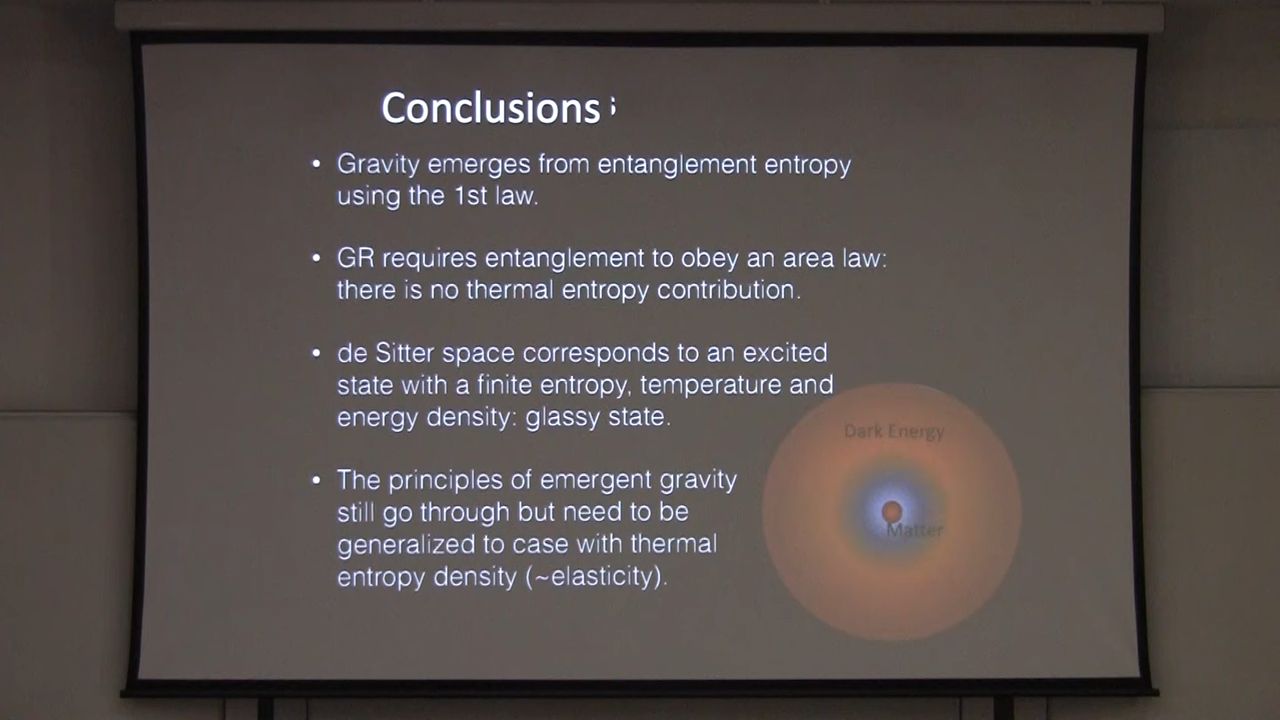 Conclusions
• Gravity emerges from entanglement entropy
using the 1st law.
• GR requires entanglement to obey an area law:
there is no thermal entropy contribution.
• de Sitter space corresponds to an excited
state with a finite entropy, temperature and
energy density: glassy state.
• The principles of emergent gravity
still go through but need to be
generalized to case with thermal
entropy density (~elasticity).
Dark Energy
Matter